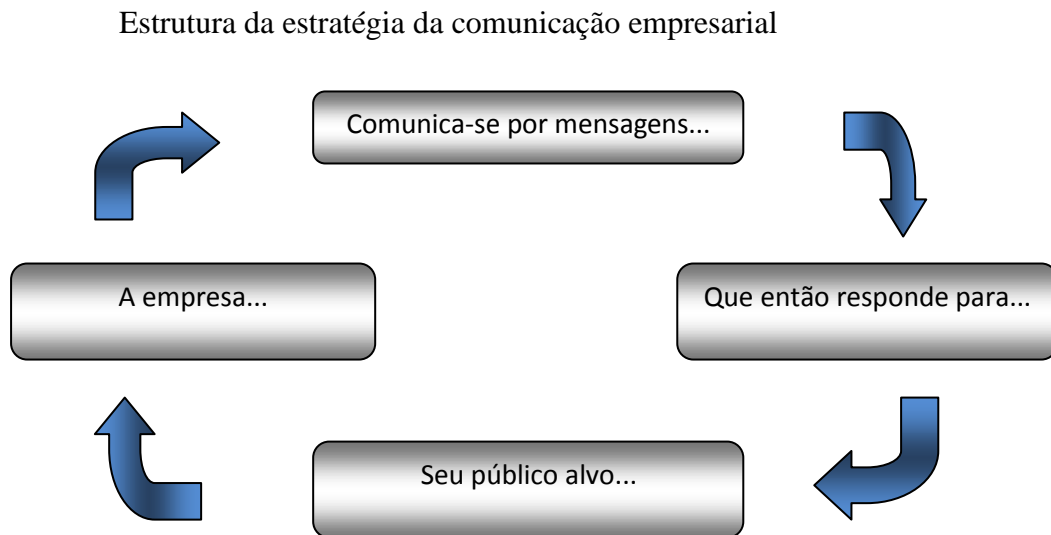 Estrutura da estratégia da comunicação empresarial
Comunica-se por mensagens...
A empresa...
Que então responde para...
Seu público alvo...